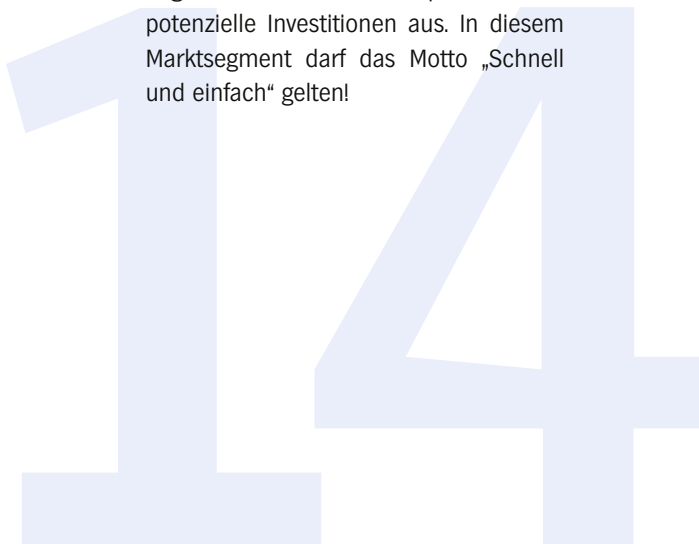 potenzielle Investitionen aus. In diesem
Marktsegment darf das Motto „Schnell
und einfach“ gelten!
14